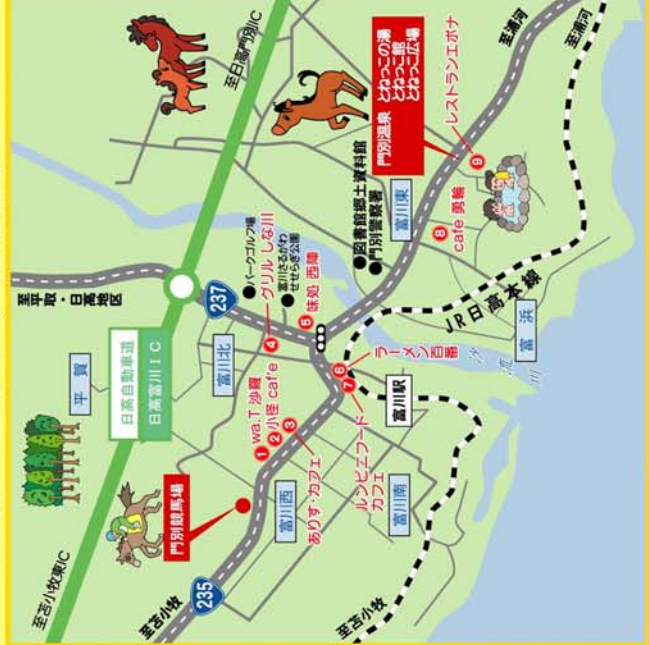 至平取・日高地区
至日高門別IC
至浦河
至浦河
平賀
日高自動車道
日高富川IC
237
パークゴルフ場
富川さるがわ
せせらぎ公園
富川北
4
グリルしな川
5
味処 西陣
図書館郷土資料館
門別警察署
富川東
門別温泉 とねっこの湯
とねっこ館
とねっこ広場
9
レストランエポナ
8
cafe 勇輪
JR日高本線
富浜
沙流川
6
ラーメン百番
7
ルンビニフード
カフェ
富川駅
富川南
1
wa.T 沙羅
2
小径 caf'e
3
ありす・カフェ
富川西
門別競馬場
235
至苫小牧東IC
至苫小牧
至苫小牧